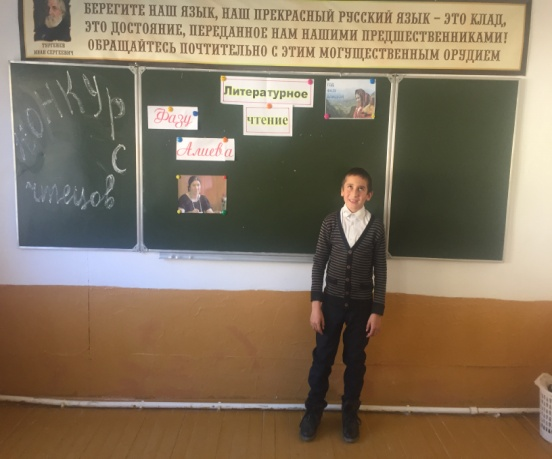 БЕРЕГИТЕ НАШ ЯЗЫК, НАШ ПРЕКРАСНЫЙ РУССКИЙ ЯЗЫК – ЭТО КЛАД,
ЭТО ДОСТОЯНИЕ, ПЕРЕДАННОЕ НАМ НАШИМИ ПРЕДШЕСТВЕННИКАМИ!
ОБРАЩАЙТЕСЬ ПОЧТИТЕЛЬНО С ЭТИМ МОГУЩЕСТВЕННЫМ ОРУДИЕМ
ТУРГЕНЕВ
ИВАН СЕРГЕЕВИЧ
КОНКУРС
чтецов
Литературное
чтение
Фазу
Алиева